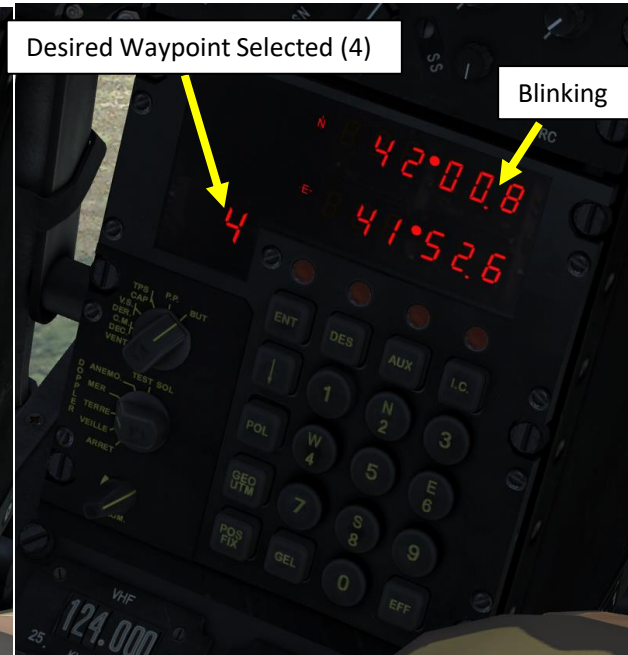 Desired Waypoint Selected (4)
Blinking
SS
RC
N
42°00.8
E-
41°52.6
4
TPS
CAP
P.P.
BUT
V.S.
DER.
C.M.
DEC.
VENT
ENT
DES
AUX
I.C.
DOPPLER
ANEMO
TEST SOL
MER
TERRE
VEILLE
ARRET
↓
1
N
2
3
POL
W
4
5
E
6
GEO
UTM
7
S
8
9
POS
FIX
GEL
0
EFF
VHF
124.000
25.